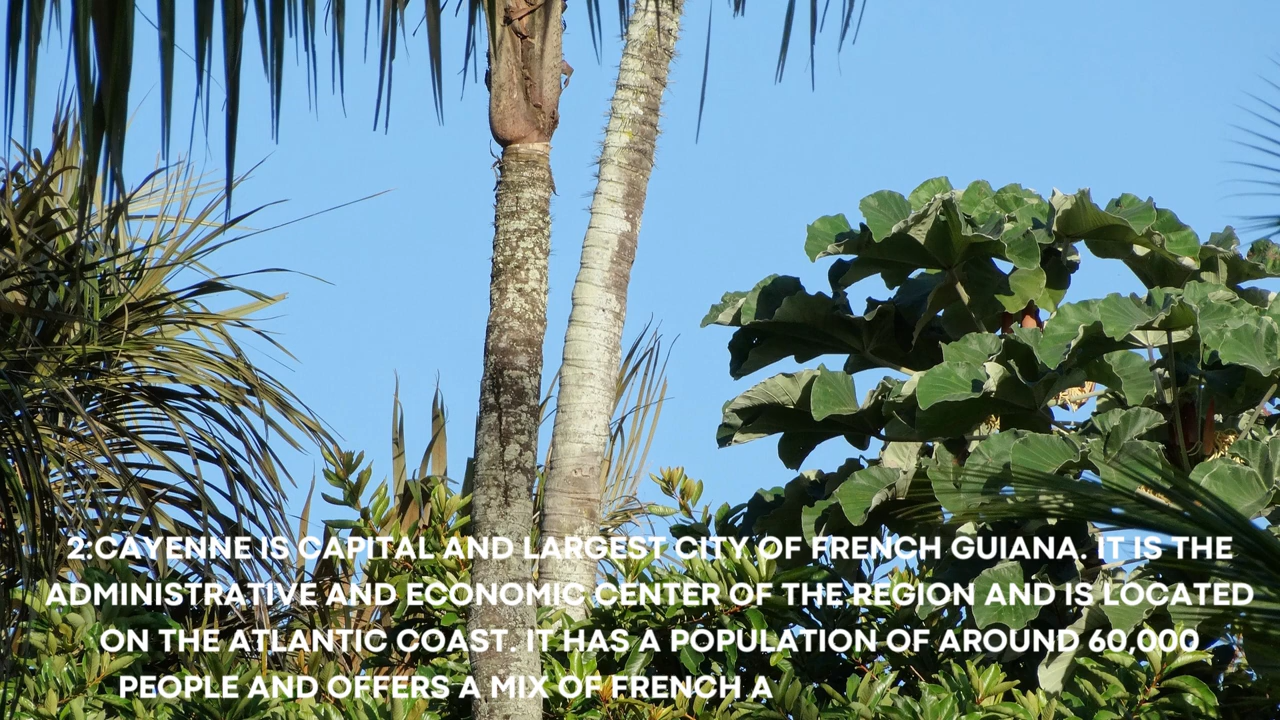 2:CAYENNE IS CAPITAL AND LARGEST CITY OF FRENCH GUIANA. IT IS THE
ADMINISTRATIVE AND ECONOMIC CENTER OF THE REGION AND IS LOCATED
ON THE ATLANTIC COAST. IT HAS A POPULATION OF AROUND 60,000
PEOPLE AND OFFERS A MIX OF FRENCH A